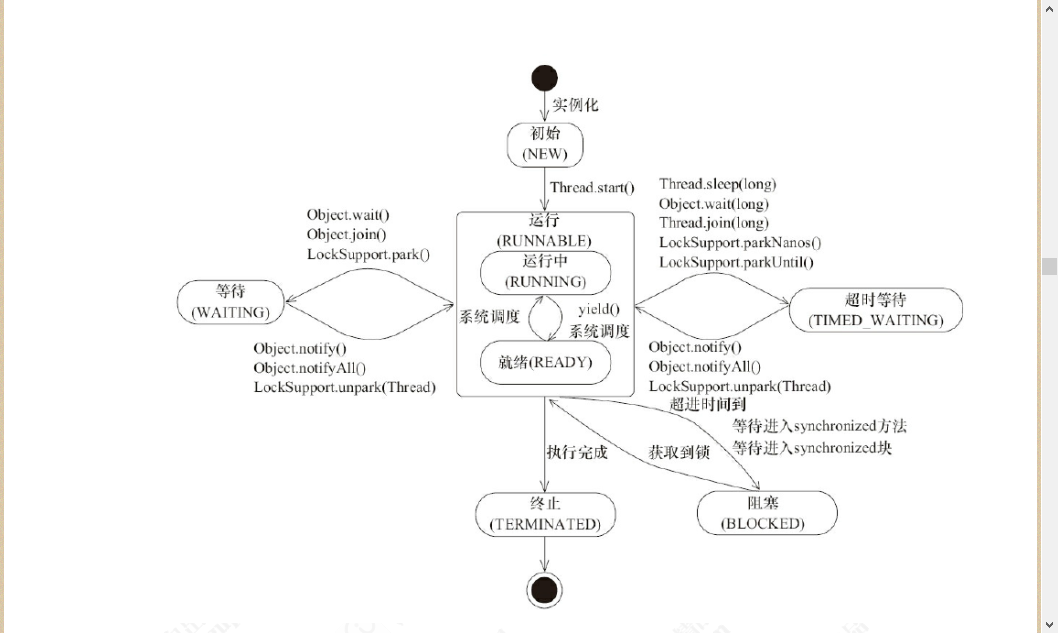 实例化
初始
(NEW)
Thread.start()
Object.wait()
Object.join()
LockSupport.park()
Thread.sleep(long)
Object.wait(long)
Thread.join(long)
LockSupport.parkNanos()
LockSupport.parkUntil()
运行
(RUNNABLE)
运行中
(RUNNING)
等待
(WAITING)
超时等待
(TIMED_WAITING)
系统调度
yield()
系统调度
就绪(READY)
Object.notify()
Object.notifyAll()
LockSupport.unpark(Thread)
Object.notify()
Object.notifyAll()
LockSupport.unpark(Thread)
超进时间到
等待进入synchronized方法
等待进入synchronized块
执行完成
获取到锁
终止
(TERMINATED)
阻塞
(BLOCKED)